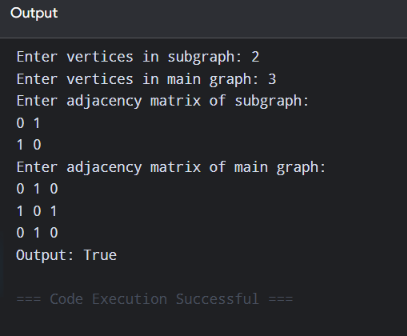 Output
Enter vertices in subgraph: 2
Enter vertices in main graph: 3
Enter adjacency matrix of subgraph:
0 1
1 0
Enter adjacency matrix of main graph:
0 1 0
1 0 1
0 1 0
Output: True
=== Code Execution Successful ===